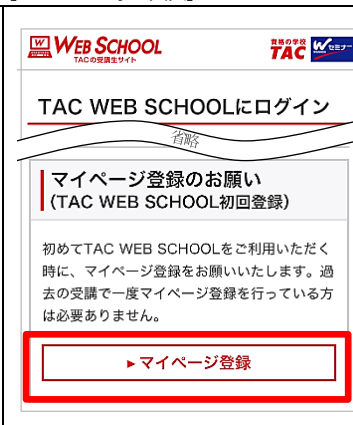 WEB SCHOOL
TACの受講生サイト
資格の学校
TAC Wセミナー
TAC WEB SCHOOLにログイン
省略
マイページ登録のお願い
(TAC WEB SCHOOL初回登録)
初めてTAC WEB SCHOOLをご利用いただく
時に、マイページ登録をお願いいたします。過
去の受講で一度マイページ登録を行っている方
は必要ありません。
▸マイページ登録